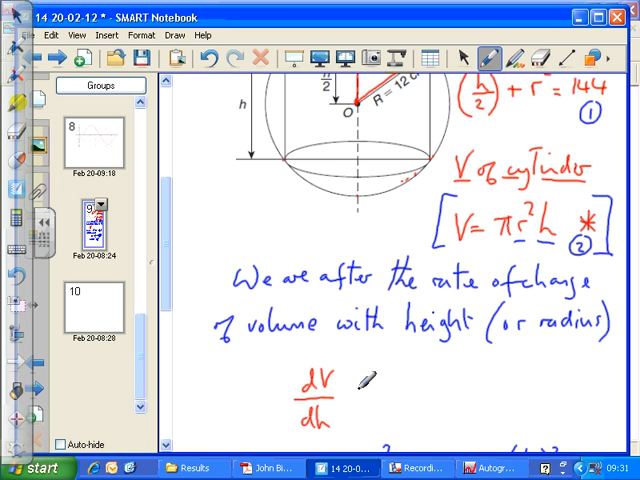 14 20-02-12 * - SMART Notebook
File Edit View Insert Format Draw Help
Groups
8
Feb 20-09:18
9
Feb 20-08:24
10
Feb 20-08:28
Auto-hide
h
h/2
O
R = 12 c
(h/2) + r² = 144
①
V of cylinder
[V = πr²h *]
②
We are after the rate of change
of volume with height (or radius)
dV
dh
start
Results
John Bi...
14 20-0...
Recordi...
Autogr...
09:31